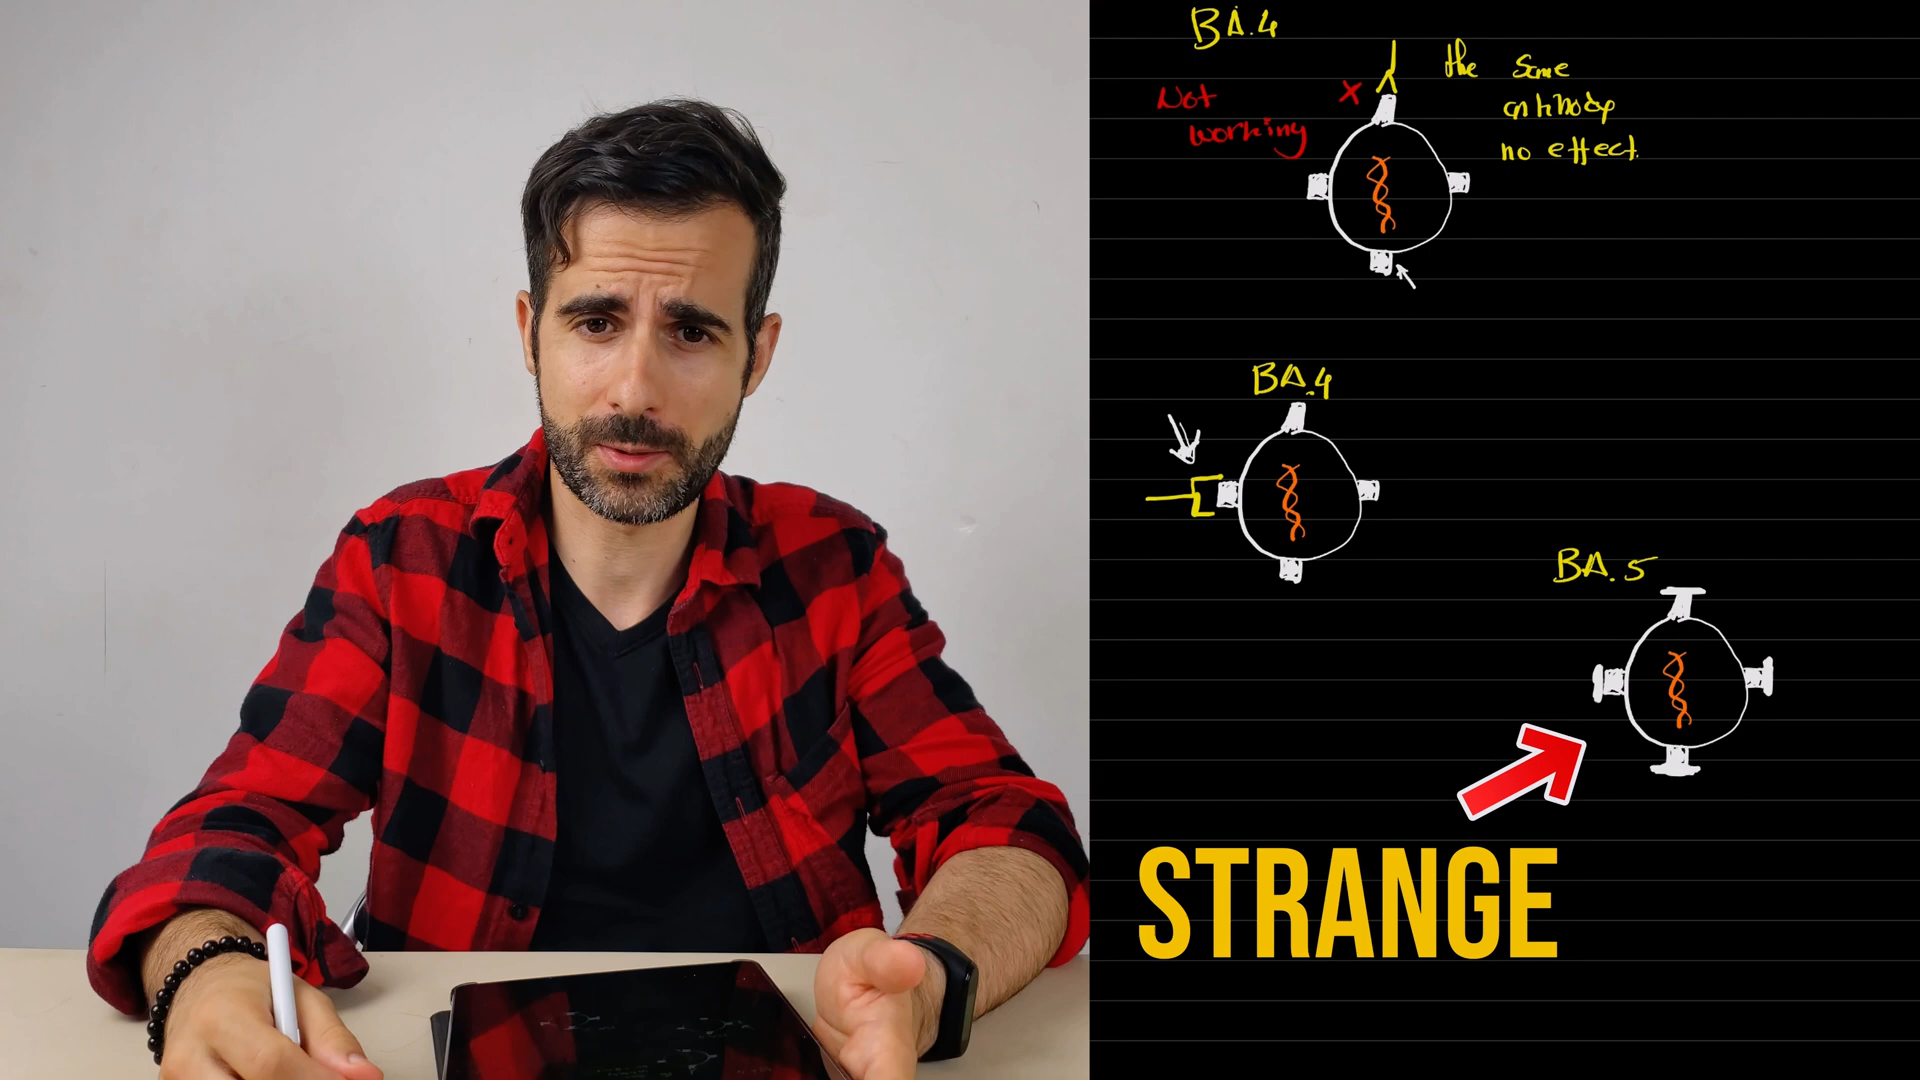 BA.4
Not
working
X
the same
antibody
no effect.
BA.4
BA.5
STRANGE